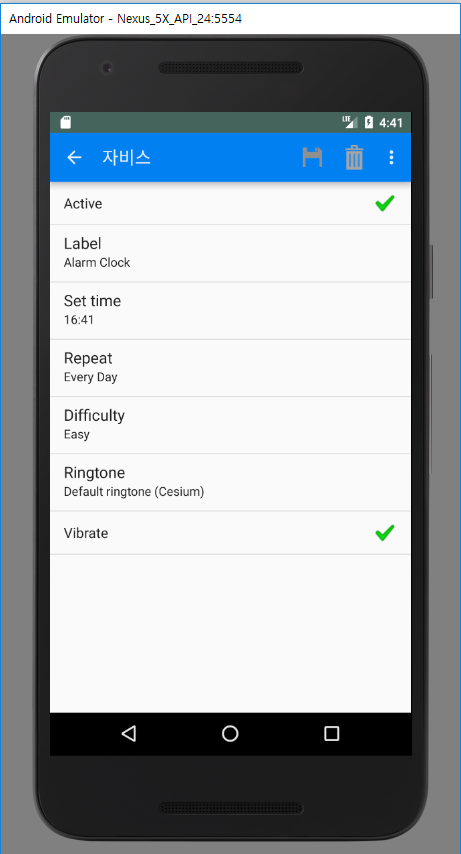 Android Emulator - Nexus_5X_API_24:5554
LTE 4:41
자비스
Active
Label
Alarm Clock
Set time
16:41
Repeat
Every Day
Difficulty
Easy
Ringtone
Default ringtone (Cesium)
Vibrate